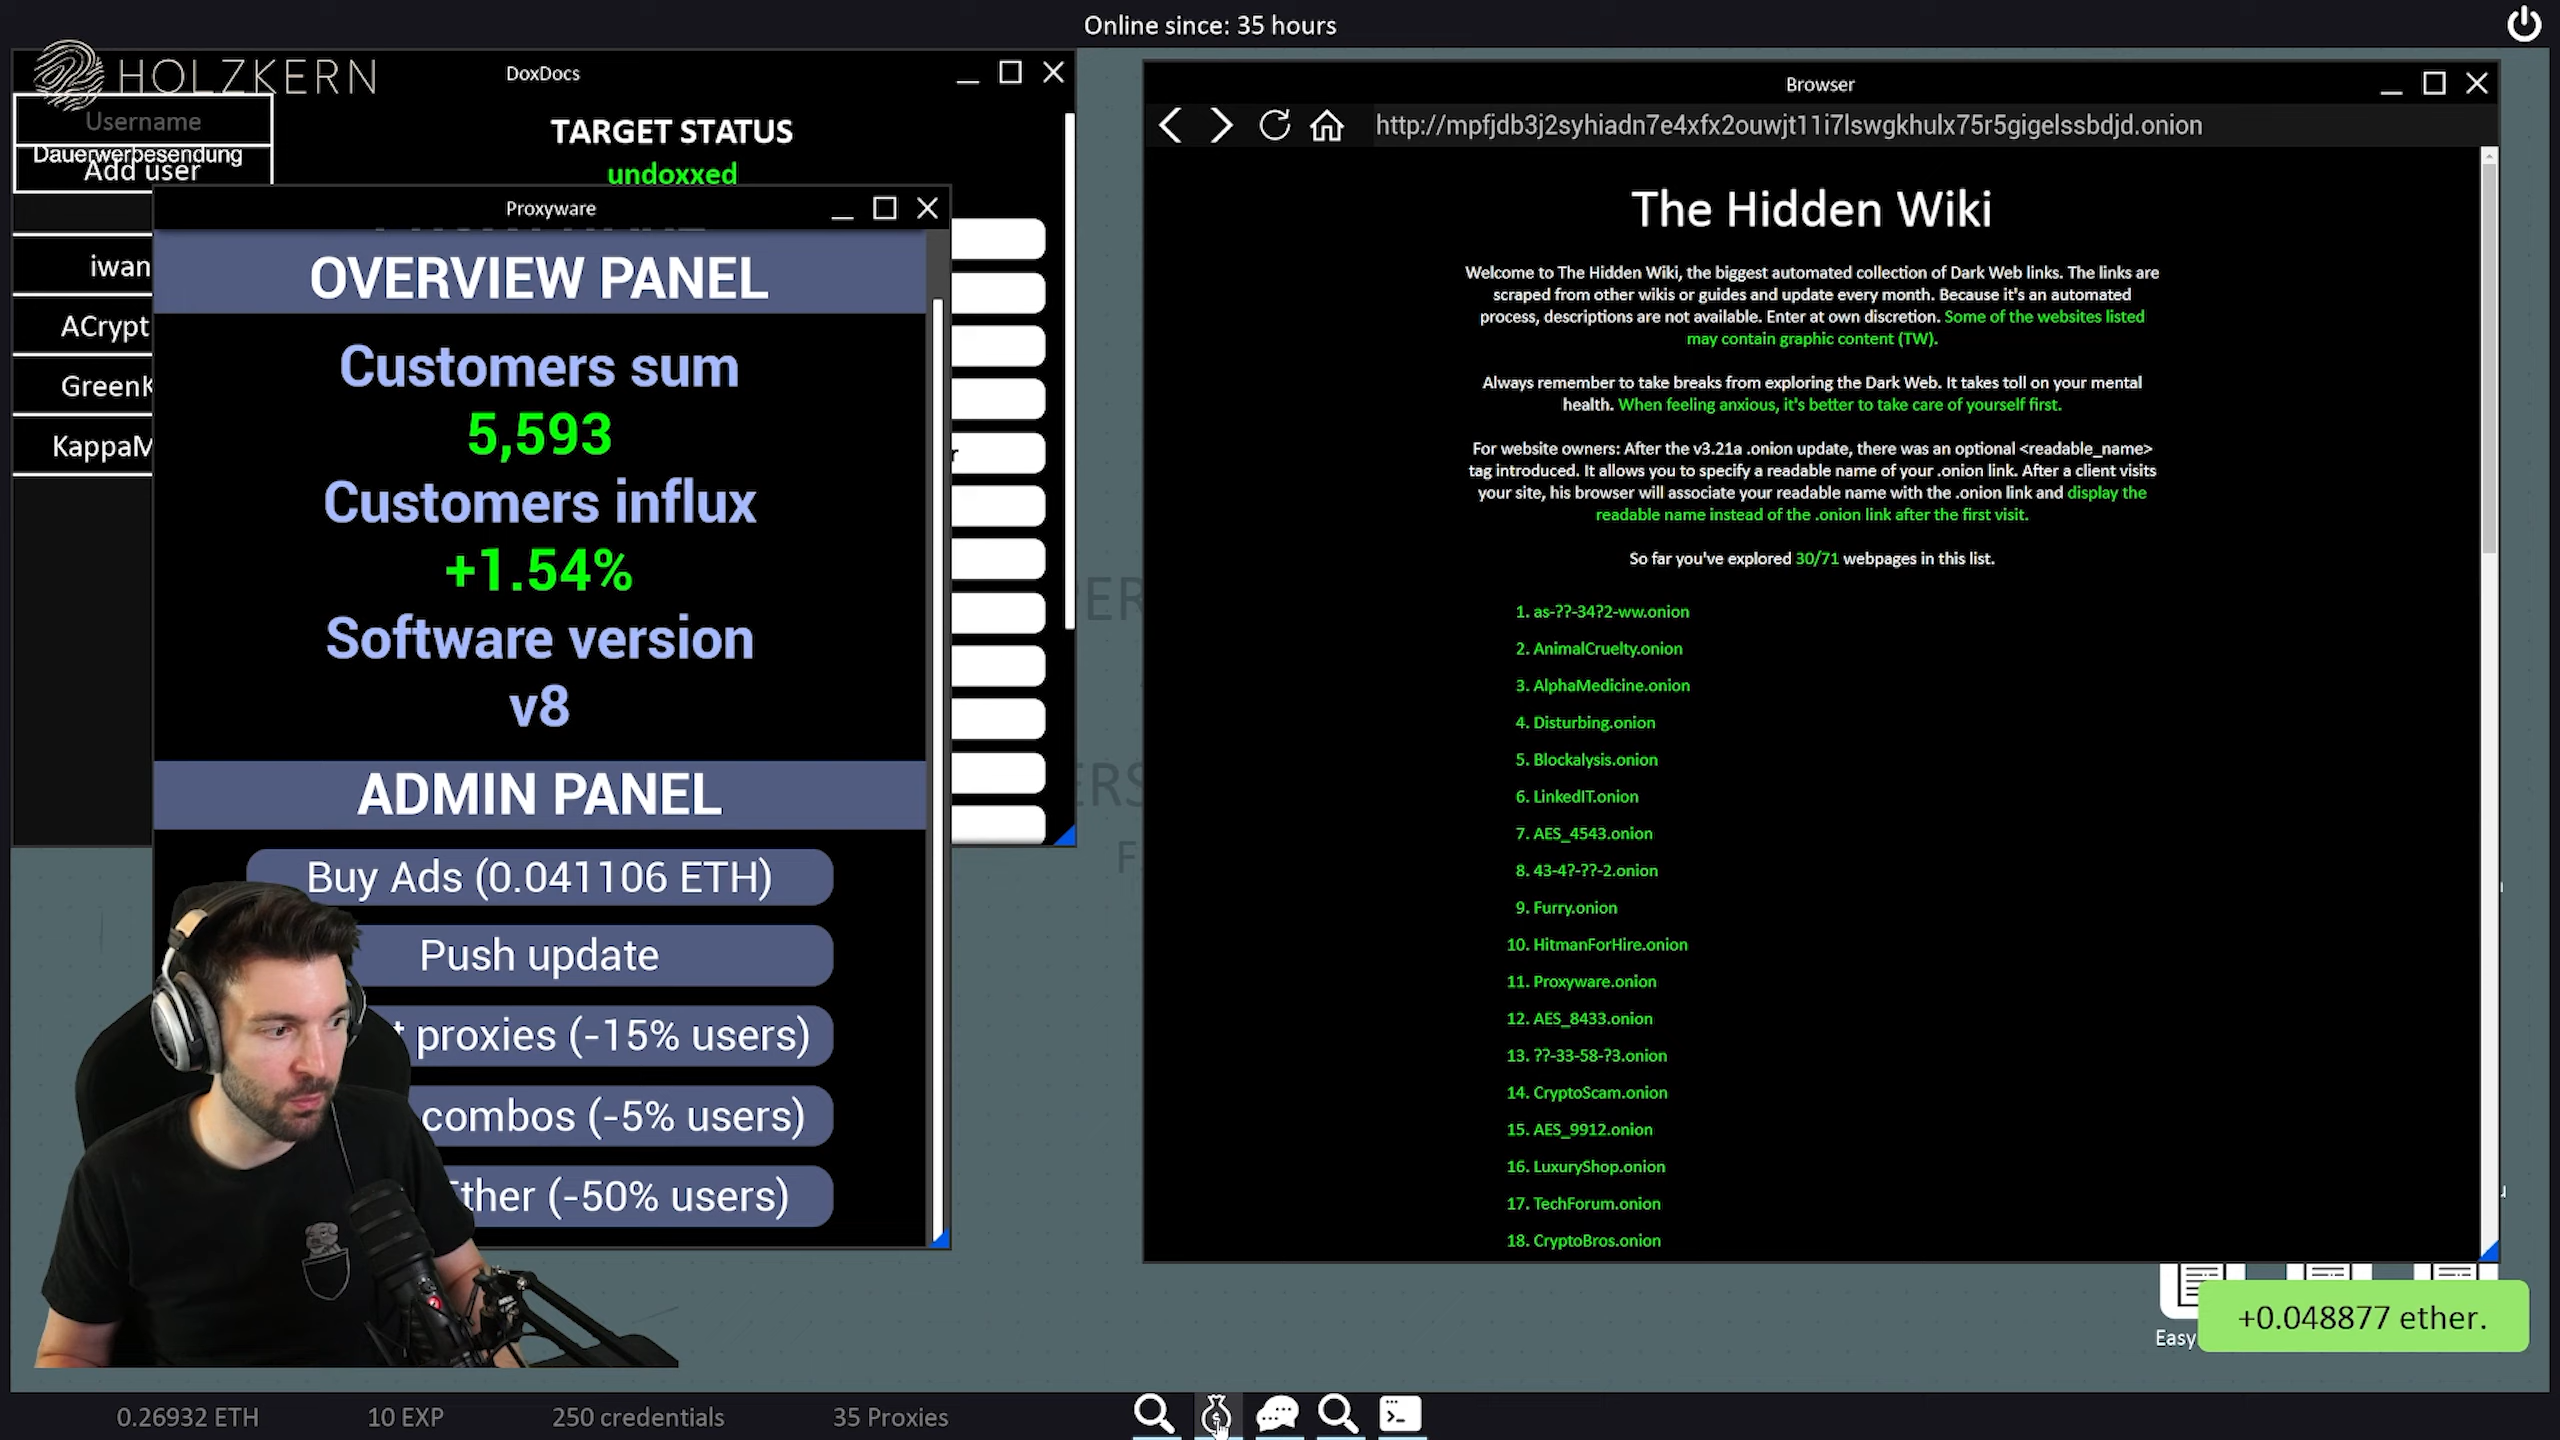 Online since: 35 hours
HOLZKERN
DoxDocs
Username
Dauerwerbesendung
Add user
TARGET STATUS
undoxxed
iwan
ACrypt
GreenK
KappaM
Proxyware
OVERVIEW PANEL
Customers sum
5,593
Customers influx
+1.54%
Software version
v8
ADMIN PANEL
Buy Ads (0.041106 ETH)
Push update
t proxies (-15% users)
combos (-5% users)
ther (-50% users)
Browser
http://mpfjdb3j2syhiadn7e4xfx2ouwjt11i7lswgkhulx75r5gigelssbdjd.onion
The Hidden Wiki
Welcome to The Hidden Wiki, the biggest automated collection of Dark Web links. The links are
scraped from other wikis or guides and update every month. Because it's an automated
process, descriptions are not available. Enter at own discretion. Some of the websites listed
may contain graphic content (TW).
Always remember to take breaks from exploring the Dark Web. It takes toll on your mental
health. When feeling anxious, it's better to take care of yourself first.
For website owners: After the v3.21a .onion update, there was an optional <readable_name>
tag introduced. It allows you to specify a readable name of your .onion link. After a client visits
your site, his browser will associate your readable name with the .onion link and display the
readable name instead of the .onion link after the first visit.
So far you've explored 30/71 webpages in this list.
1. as-??-34?2-ww.onion
2. AnimalCruelty.onion
3. AlphaMedicine.onion
4. Disturbing.onion
5. Blockalysis.onion
6. LinkedIT.onion
7. AES_4543.onion
8. 43-4?-??-2.onion
9. Furry.onion
10. HitmanForHire.onion
11. Proxyware.onion
12. AES_8433.onion
13. ??-33-58-?3.onion
14. CryptoScam.onion
15. AES_9912.onion
16. LuxuryShop.onion
17. TechForum.onion
18. CryptoBros.onion
Easy
+0.048877 ether.
0.26932 ETH
10 EXP
250 credentials
35 Proxies